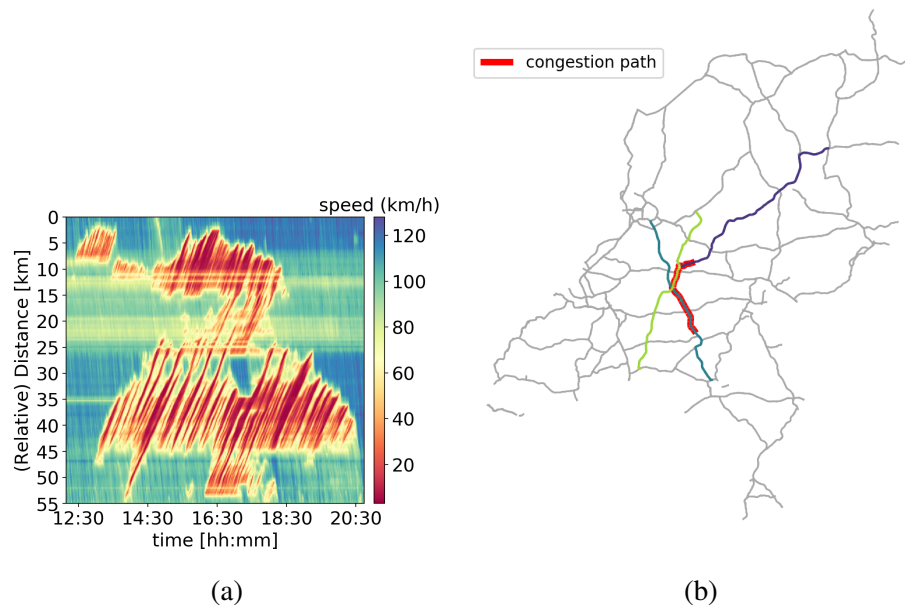 congestion path
speed (km/h)
0
5
10
15
20
25
30
35
40
45
50
55
(Relative) Distance [km]
120
100
80
60
40
20
12:30 14:30 16:30 18:30 20:30
time [hh:mm]
(a)
(b)